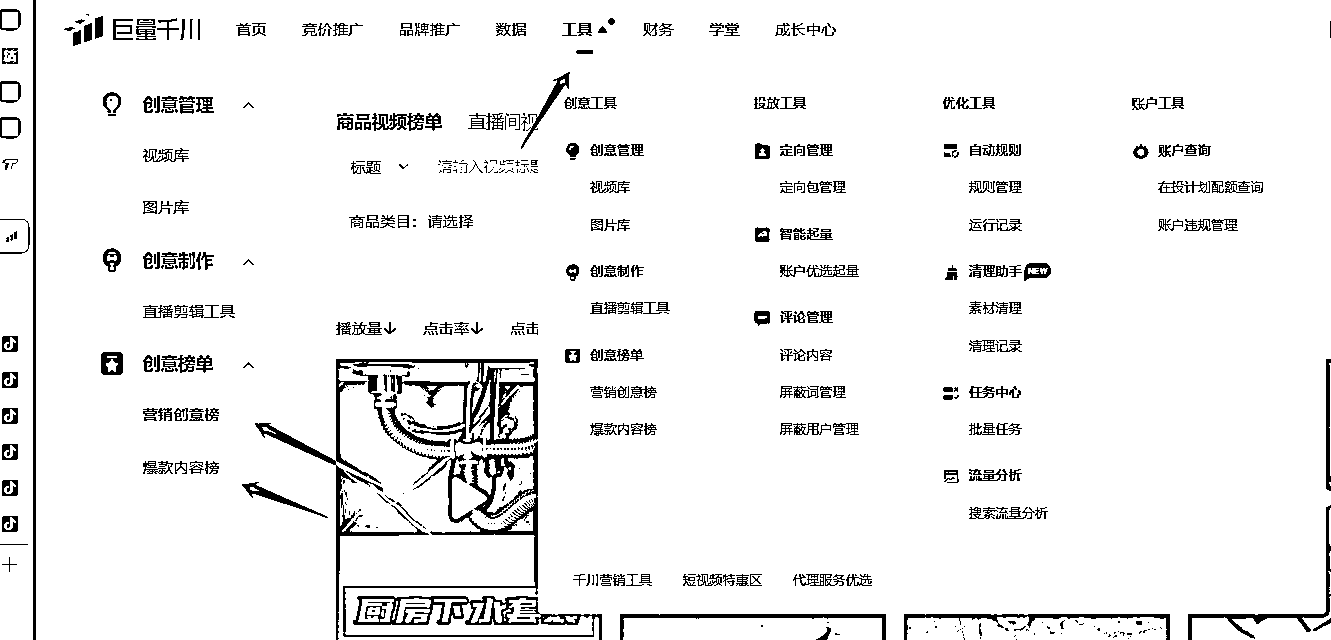 巨量千川 首页 竞价推广 品牌推广 数据 工具 财务 学堂 成长中心
创意管理
视频库
图片库
创意制作
直播剪辑工具
创意榜单
营销创意榜
爆款内容榜
商品视频榜单 直播间视
标题 请输入视频标题
商品类目：请选择
播放量↓ 点击率↓ 点击
厨房下水套装
创意工具
创意管理
视频库
图片库
创意制作
直播剪辑工具
创意榜单
营销创意榜
爆款内容榜
投放工具
定向管理
定向包管理
智能起量
账户优选起量
评论管理
评论内容
屏蔽词管理
屏蔽用户管理
优化工具
自动规则
规则管理
运行记录
清理助手 NEW
素材清理
清理记录
任务中心
批量任务
流量分析
搜索流量分析
账户工具
账户查询
在投计划配额查询
账户违规管理
千川营销工具 短视频特惠区 代理服务优选